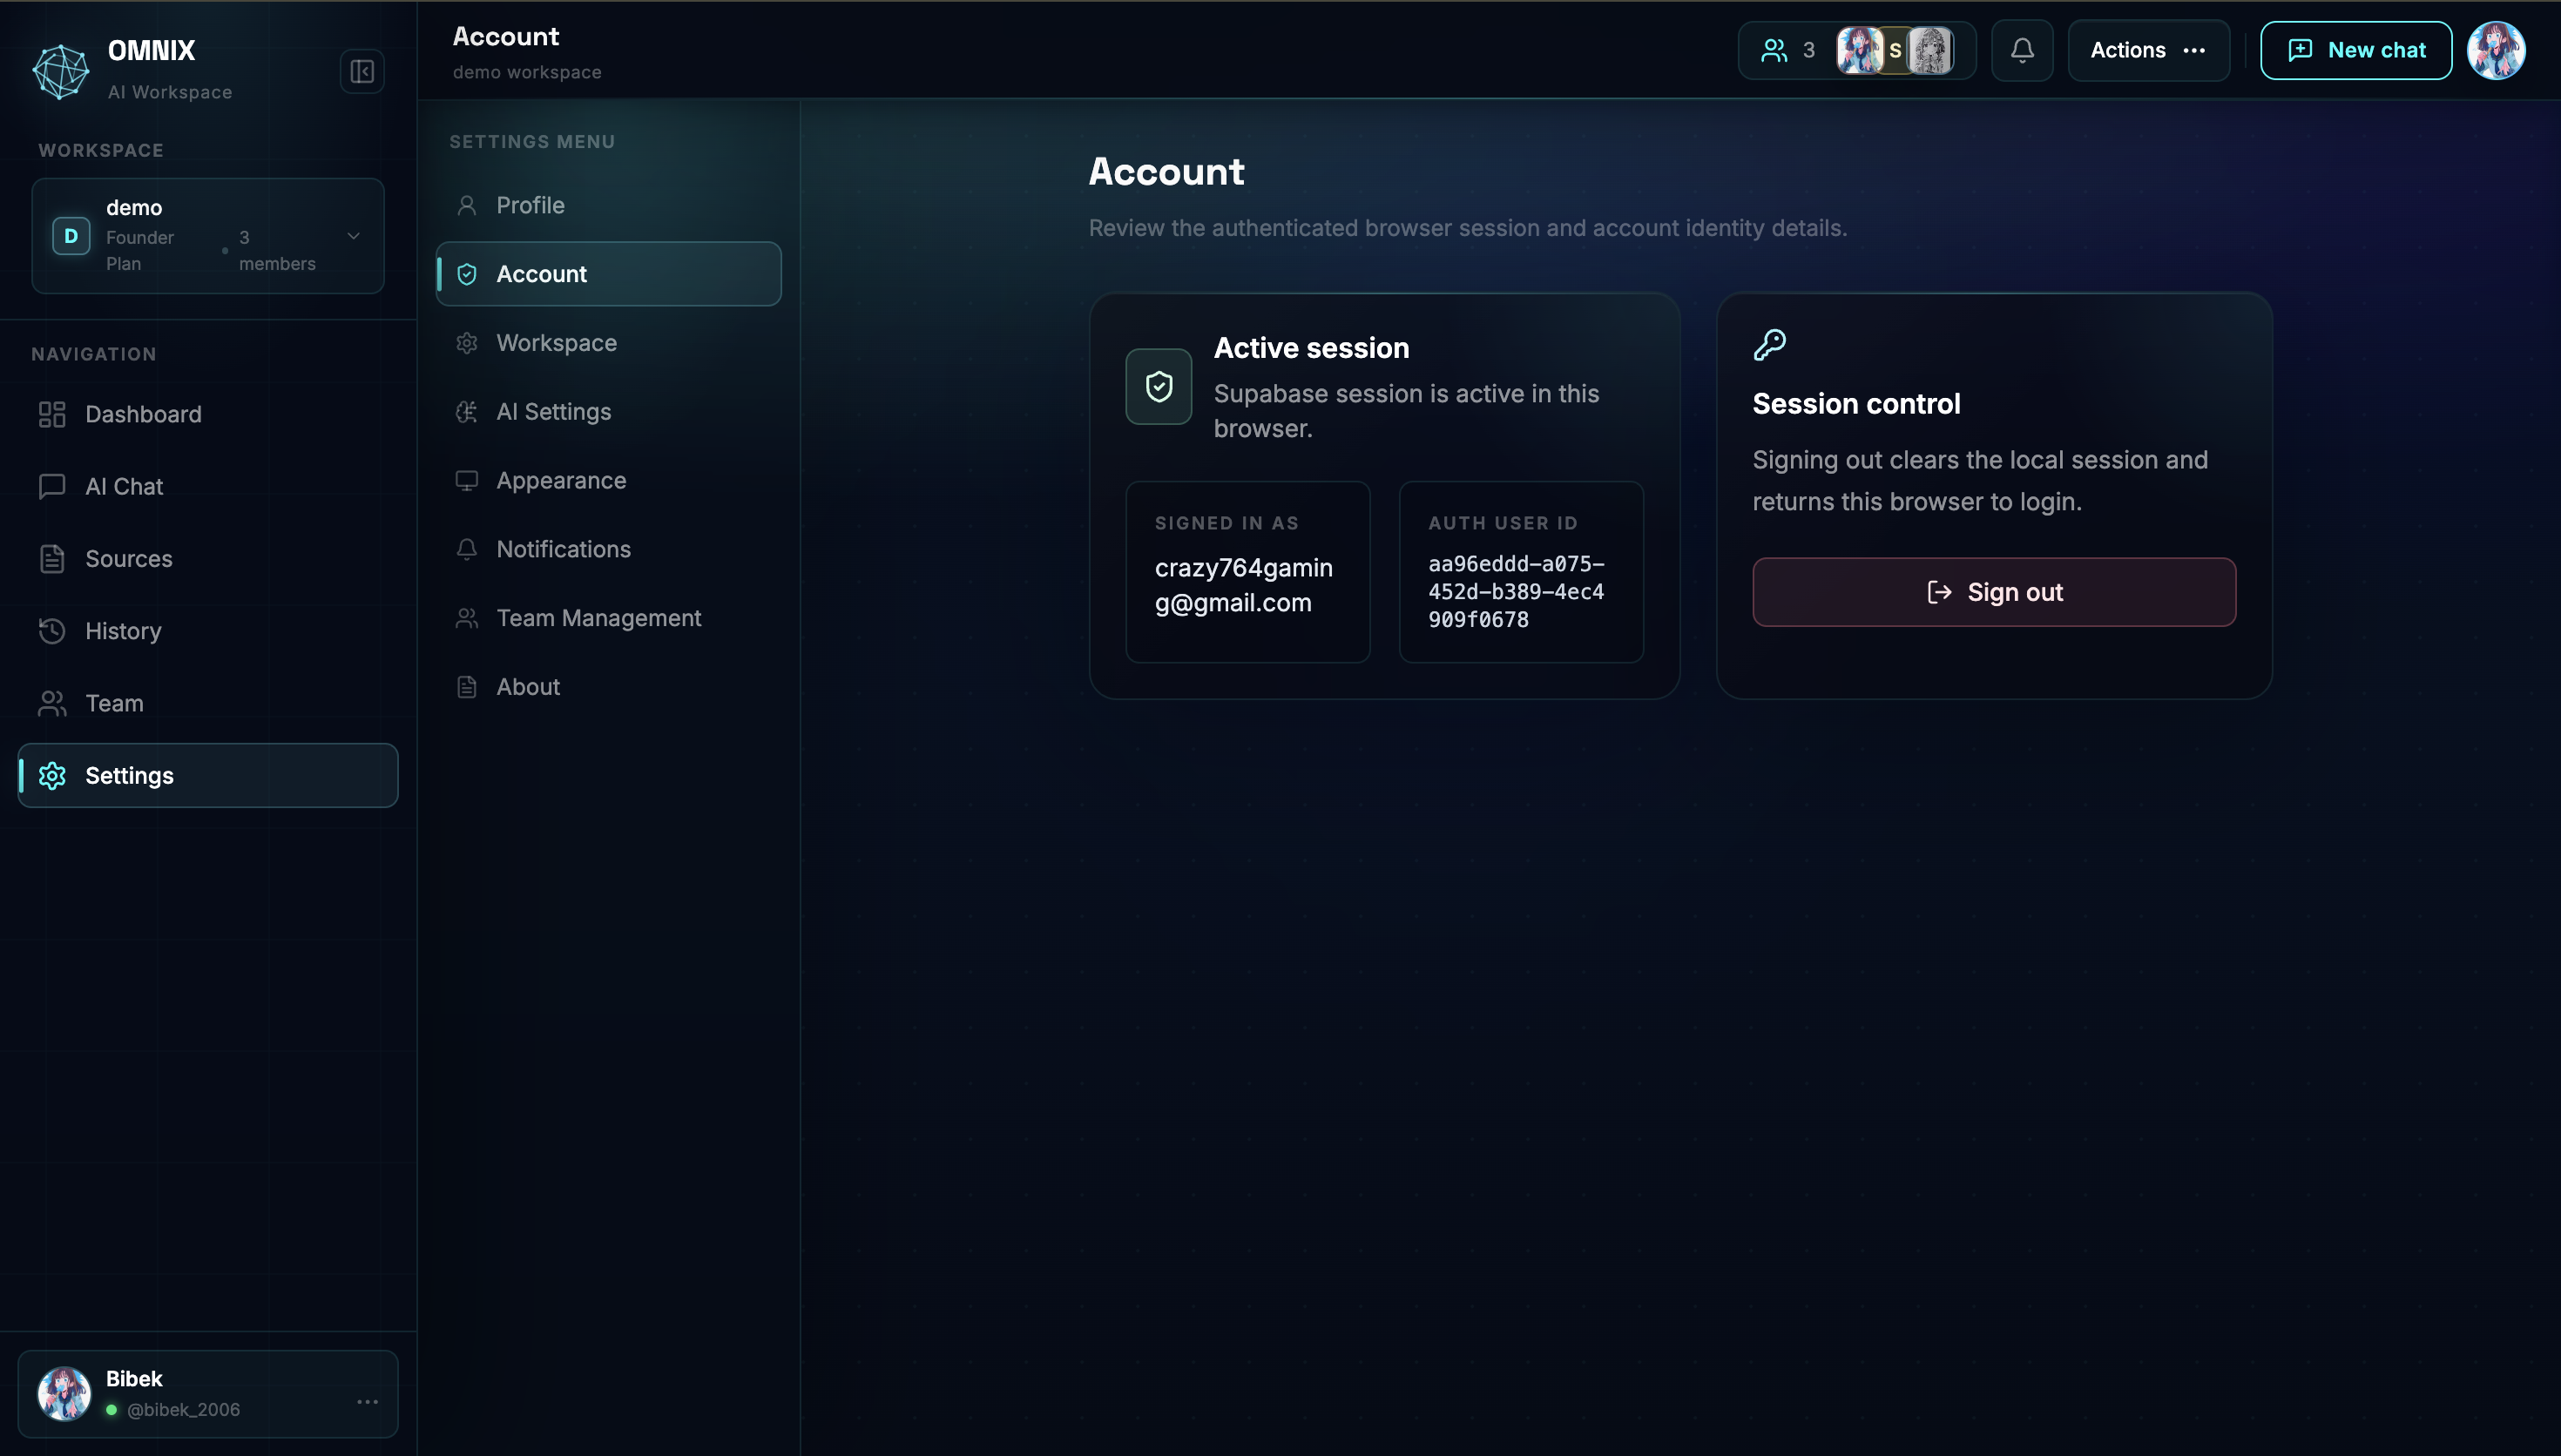 OMNIX
AI Workspace
WORKSPACE
D
demo
Founder
Plan
3
members
NAVIGATION
Dashboard
AI Chat
Sources
History
Team
Settings
Bibek
@bibek_2006
Account
demo workspace
3
S
Actions
New chat
SETTINGS MENU
Profile
Account
Workspace
AI Settings
Appearance
Notifications
Team Management
About
Account
Review the authenticated browser session and account identity details.
Active session
Supabase session is active in this
browser.
SIGNED IN AS
crazy764gamin
g@gmail.com
AUTH USER ID
aa96eddd-a075-
452d-b389-4ec4
909f0678
Session control
Signing out clears the local session and
returns this browser to login.
Sign out